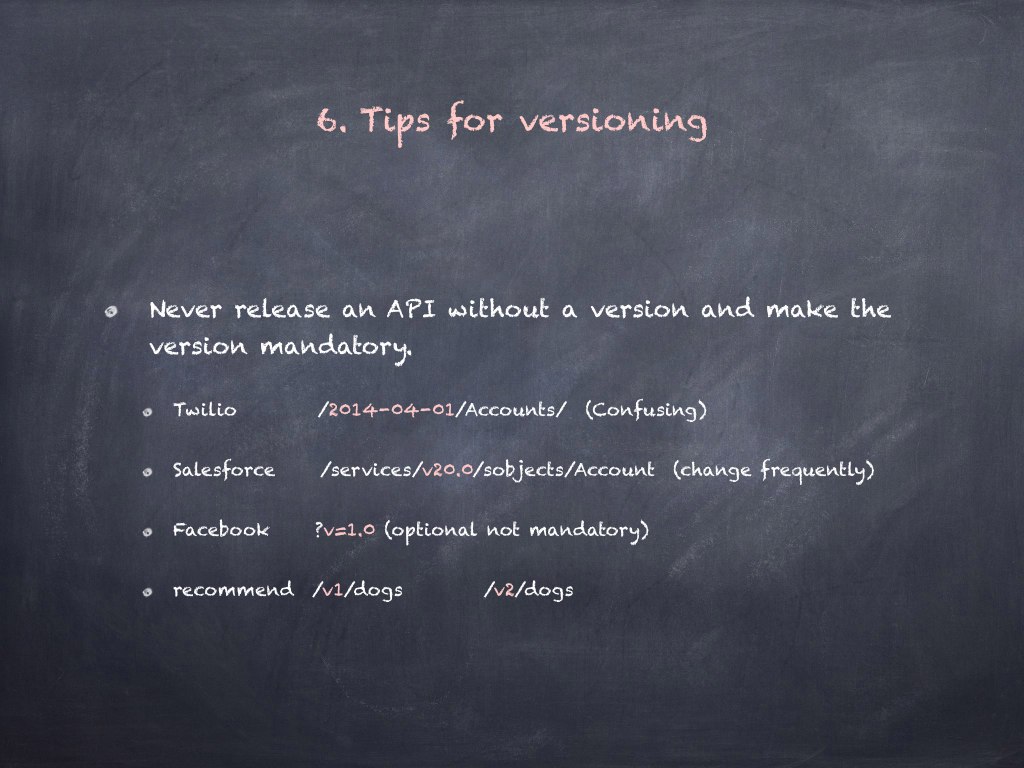 6. Tips for versioning
Never release an API without a version and make the
version mandatory.
Twilio /2014-04-01/Accounts/ (Confusing)
Salesforce /services/v20.0/sobjects/Account (change frequently)
Facebook ?v=1.0 (optional not mandatory)
recommend /v1/dogs /v2/dogs